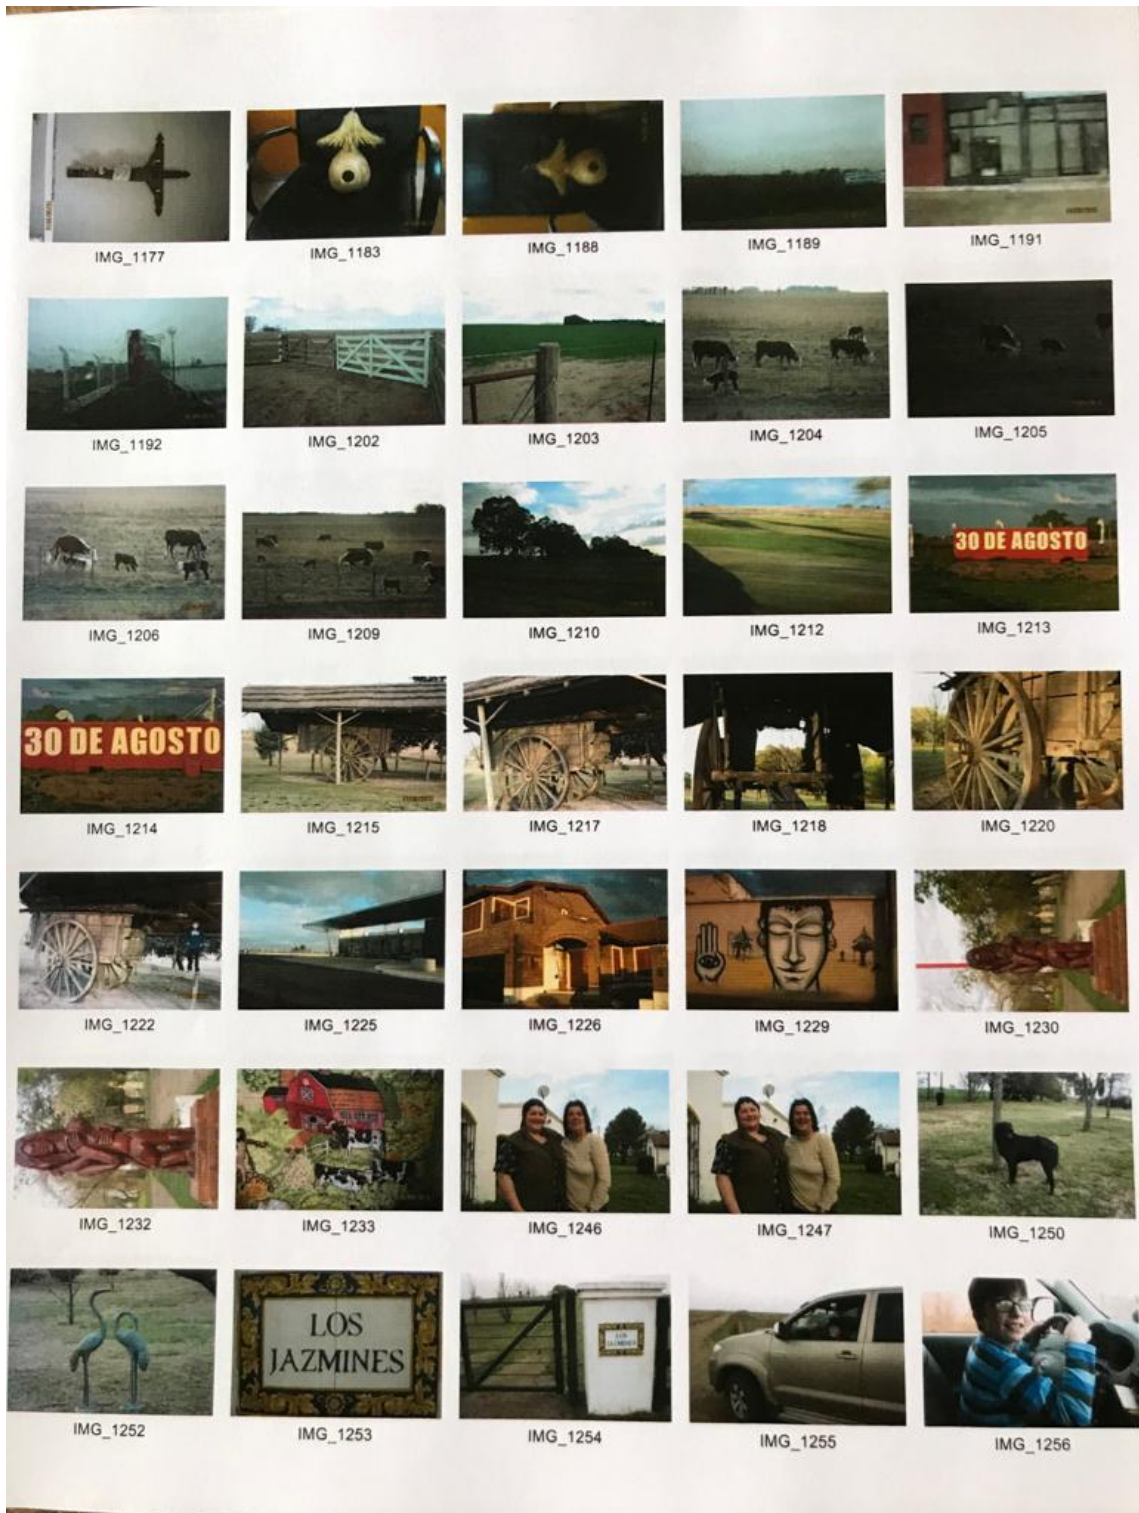 IMG_1177 IMG_1183 IMG_1188 IMG_1189 IMG_1191
IMG_1192 IMG_1202 IMG_1203 IMG_1204 IMG_1205
IMG_1206 IMG_1209 IMG_1210 IMG_1212
30 DE AGOSTO
IMG_1213
30 DE AGOSTO
IMG_1214 IMG_1215 IMG_1217 IMG_1218 IMG_1220
IMG_1222 IMG_1225 IMG_1226 IMG_1229 IMG_1230
IMG_1232 IMG_1233 IMG_1246 IMG_1247 IMG_1250
LOS
JAZMINES
LOS
JAZMINES
IMG_1252 IMG_1253 IMG_1254 IMG_1255 IMG_1256